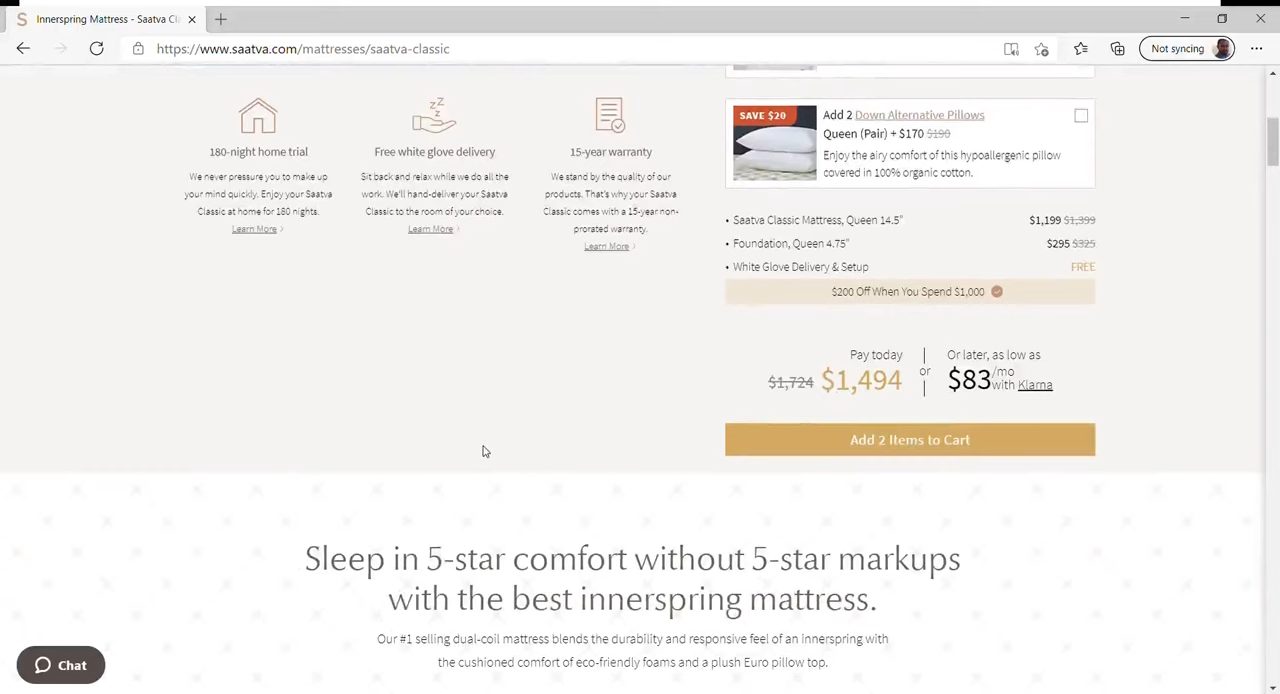 Innerspring Mattress - Saatva Cl
https://www.saatva.com/mattresses/saatva-classic
Not syncing
180-night home trial
We never pressure you to make up
your mind quickly. Enjoy your Saatva
Classic at home for 180 nights.
Learn More
Free white glove delivery
Sit back and relax while we do all the
work. We'll hand-deliver your Saatva
Classic to the room of your choice.
Learn More
15-year warranty
We stand by the quality of our
products. That's why your Saatva
Classic comes with a 15-year non-
prorated warranty.
Learn More
SAVE $20
Add 2 Down Alternative Pillows
Queen (Pair) + $170 $190
Enjoy the airy comfort of this hypoallergenic pillow
covered in 100% organic cotton.
• Saatva Classic Mattress, Queen 14.5" $1,199 $1,399
• Foundation, Queen 4.75" $295 $325
• White Glove Delivery & Setup FREE
$200 Off When You Spend $1,000
Pay today
$1,724 $1,494
or
Or later, as low as
$83/mo
with Klarna
Add 2 Items to Cart
Sleep in 5-star comfort without 5-star markups
with the best innerspring mattress.
Our #1 selling dual-coil mattress blends the durability and responsive feel of an innerspring with
the cushioned comfort of eco-friendly foams and a plush Euro pillow top.
Chat